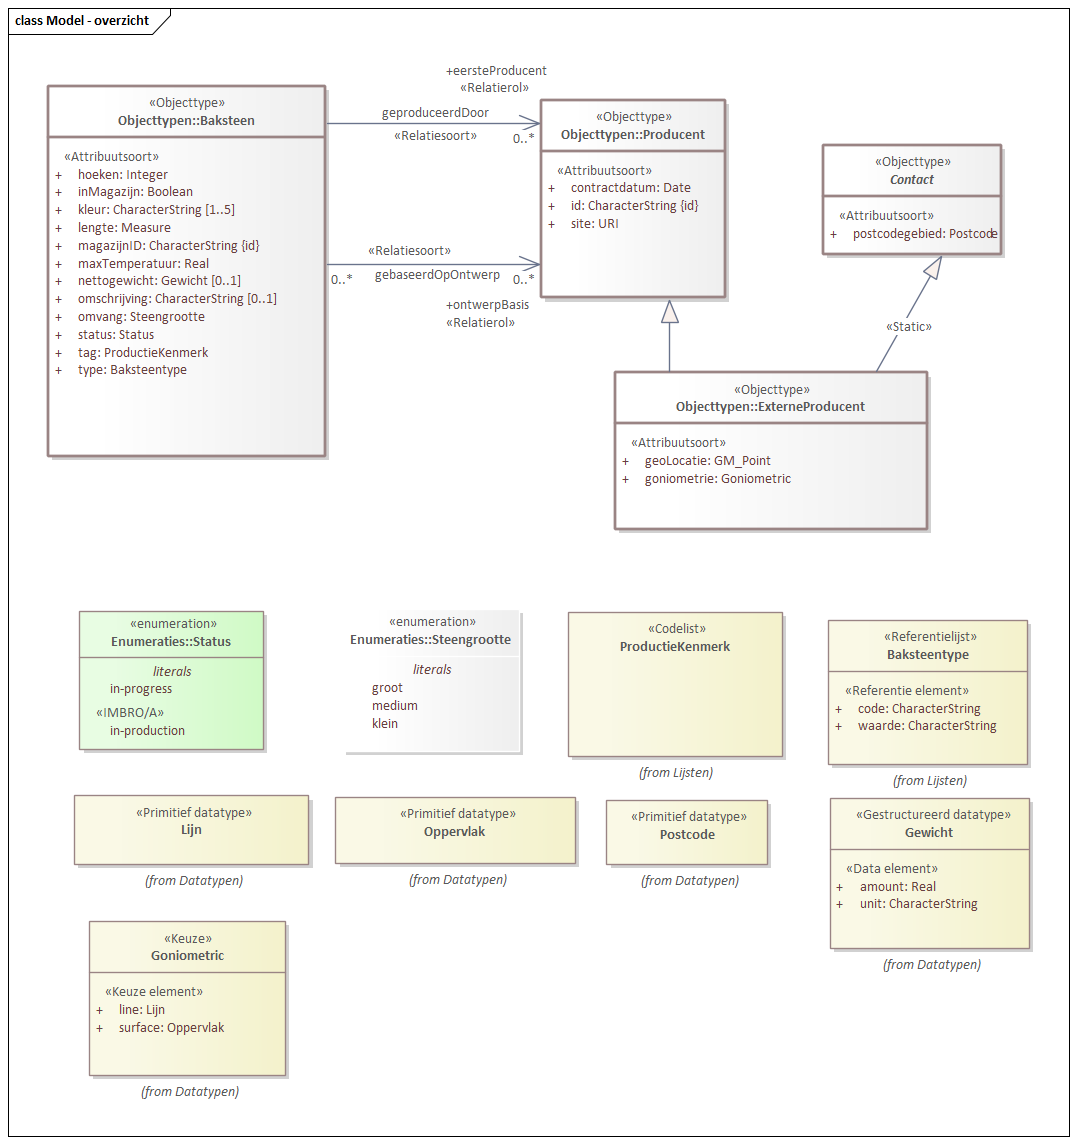 class Model - overzicht
«Objecttype»
Objecttypen::Baksteen
«Attribuutsoort»
+ hoeken: Integer
+ inMagazijn: Boolean
+ kleur: CharacterString [1..5]
+ lengte: Measure
+ magazijnID: CharacterString {id}
+ maxTemperatuur: Real
+ nettogewicht: Gewicht [0..1]
+ omschrijving: CharacterString [0..1]
+ omvang: Steengrootte
+ status: Status
+ tag: ProductieKenmerk
+ type: Baksteentype
+eersteProducent
«Relatierol»
geproduceerdDoor
«Relatiesoort»
0..*
«Relatiesoort»
0..*
gebaseerdOpOntwerp
0..*
+ontwerpBasis
«Relatierol»
«Objecttype»
Objecttypen::Producent
«Attribuutsoort»
+ contractdatum: Date
+ id: CharacterString {id}
+ site: URI
«Objecttype»
Contact
«Attribuutsoort»
+ postcodegebied: Postcode
«Static»
«Objecttype»
Objecttypen::ExterneProducent
«Attribuutsoort»
+ geoLocatie: GM_Point
+ goniometrie: Goniometric
«enumeration»
Enumeraties::Status
literals
in-progress
«IMBRO/A»
in-production
«enumeration»
Enumeraties::Steengrootte
literals
groot
medium
klein
«Codelist»
ProductieKenmerk
(from Lijsten)
«Referentielijst»
Baksteentype
«Referentie element»
+ code: CharacterString
+ waarde: CharacterString
(from Lijsten)
«Primitief datatype»
Lijn
(from Datatypen)
«Primitief datatype»
Oppervlak
(from Datatypen)
«Primitief datatype»
Postcode
(from Datatypen)
«Gestructureerd datatype»
Gewicht
«Data element»
+ amount: Real
+ unit: CharacterString
(from Datatypen)
«Keuze»
Goniometric
«Keuze element»
+ line: Lijn
+ surface: Oppervlak
(from Datatypen)